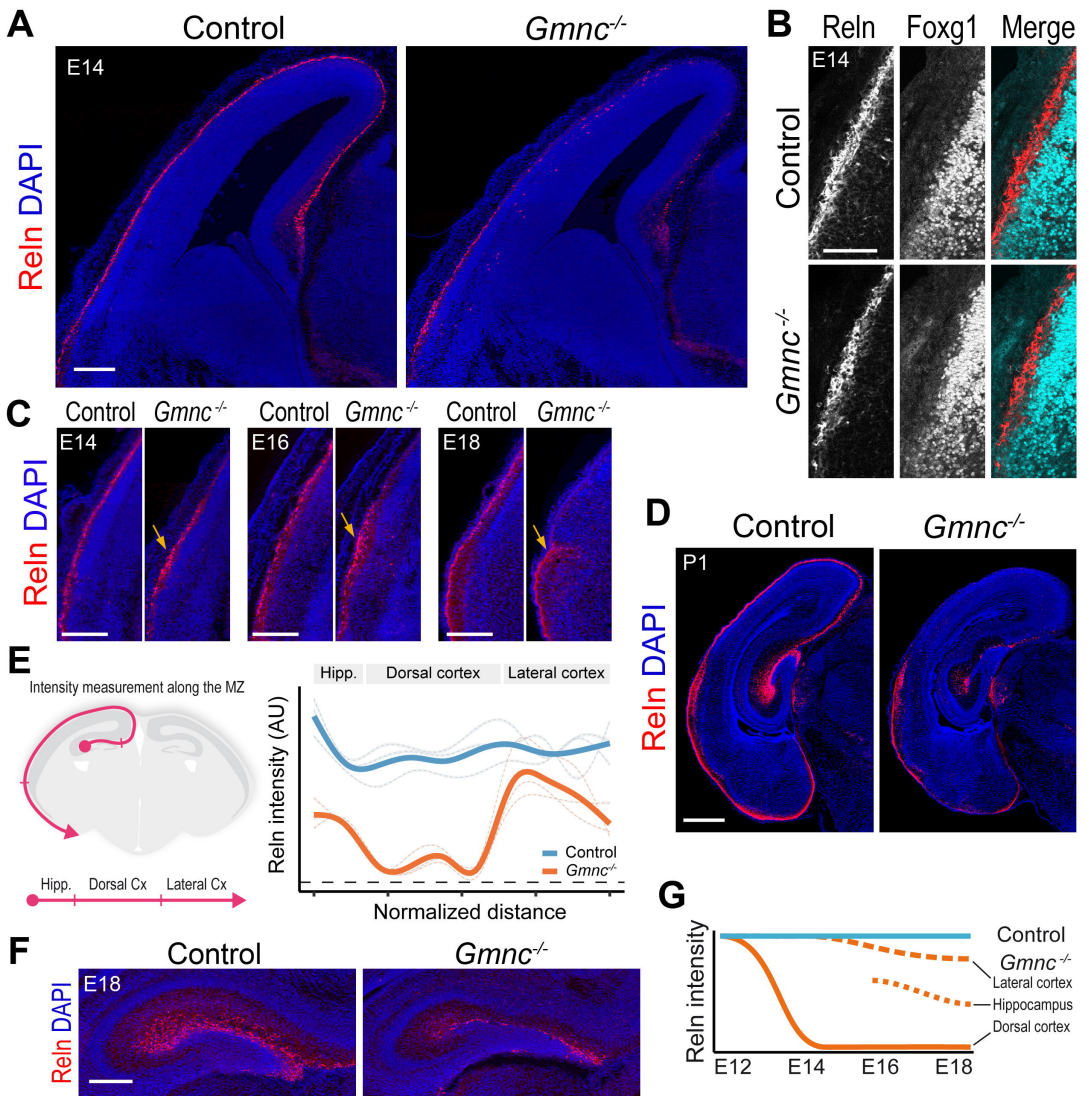 A
Control
Gmnc-/-
E14
Reln DAPI
B
Reln
Foxg1
Merge
E14
Control
Gmnc-/-
C
Control
Gmnc-/-
Control
Gmnc-/-
Control
Gmnc-/-
E14
E16
E18
Reln DAPI
D
Control
Gmnc-/-
P1
Reln DAPI
E
Intensity measurement along the MZ
Hipp.
Dorsal Cx
Lateral Cx
Hipp.
Dorsal cortex
Lateral cortex
Reln intensity (AU)
Control
Gmnc-/-
Normalized distance
F
Control
Gmnc-/-
E18
Reln DAPI
G
Reln intensity
Control
Gmnc-/-
Lateral cortex
Hippocampus
Dorsal cortex
E12
E14
E16
E18